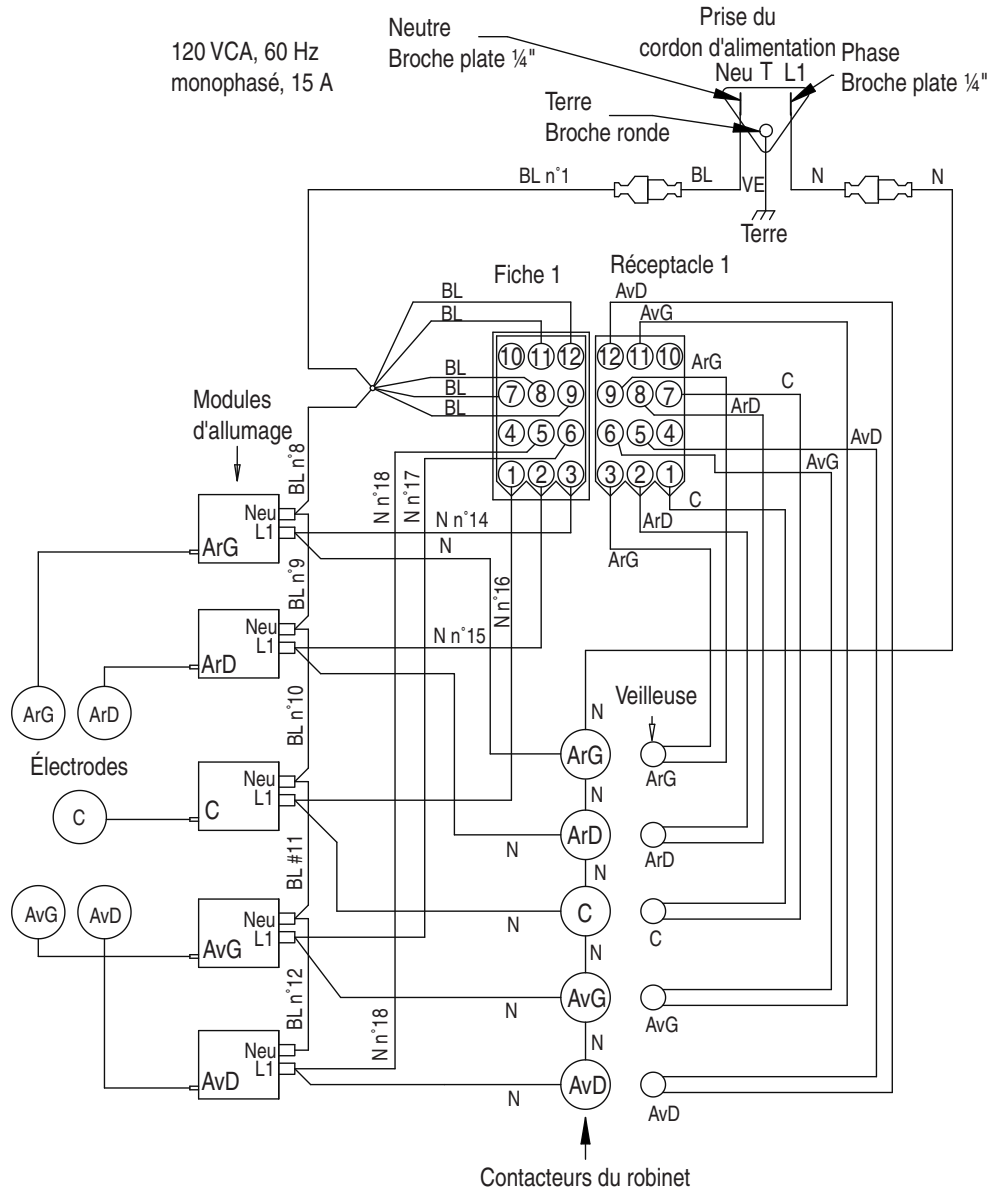 120 VCA, 60 Hz
monophasé, 15 A
Neutre
Broche plate ¼"
Prise du
cordon d'alimentation
Phase
Broche plate ¼"
Neu T L1
Terre
Broche ronde
BL n°1
BL
VE
N
N
Terre
Fiche 1
Réceptacle 1
BL
BL
BL
BL
BL
AvD
AvG
ArG
C
ArD
AvD
AvG
C
ArD
ArG
10 11 12
7 8 9
4 5 6
1 2 3
12 11 10
9 8 7
6 5 4
3 2 1
Modules
d'allumage
BL n°8
N n°18
N n°17
N n°14
N
N n°16
Neu
L1
ArG
BL n°9
N n°15
Neu
L1
ArD
BL n°10
ArG
ArD
Électrodes
C
Neu
L1
C
BL #11
AvG
AvD
Neu
L1
AvG
BL n°12
N n°18
Neu
L1
AvD
N
Veilleuse
ArG
ArG
N
N
ArD
ArD
N
N
C
C
N
N
AvG
AvG
N
N
AvD
AvD
Contacteurs du robinet